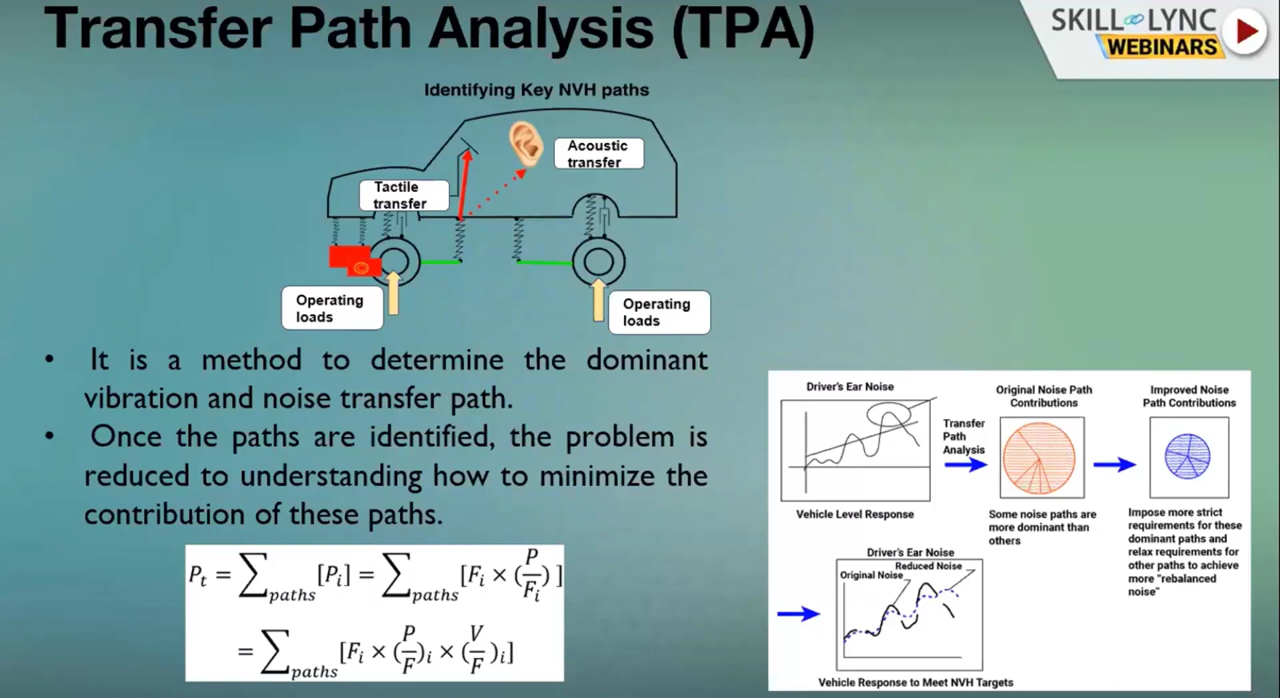 Transfer Path Analysis (TPA)
SKILL LYNC
WEBINARS
Identifying Key NVH paths
Acoustic
transfer
Tactile
transfer
©
Operating
loads
Operating
loads
• It is a method to determine the dominant
vibration and noise transfer path.
• Once the paths are identified, the problem is
reduced to understanding how to minimize the
contribution of these paths.
P_t = ∑_paths [P_i] = ∑_paths [F_i × (P/F_i)]
= ∑_paths [F_i × (P/F)_i × (V/F)_i]
Driver's Ear Noise
Vehicle Level Response
Transfer
Path
Analysis
Original Noise Path
Contributions
Some noise paths are
more dominant than
others
Improved Noise
Path Contributions
Impose more strict
requirements for these
dominant paths and
relax requirements for
other paths to achieve
more "rebalanced
noise"
Driver's Ear Noise
Reduced Noise
Original Noise
Vehicle Response to Meet NVH Targets